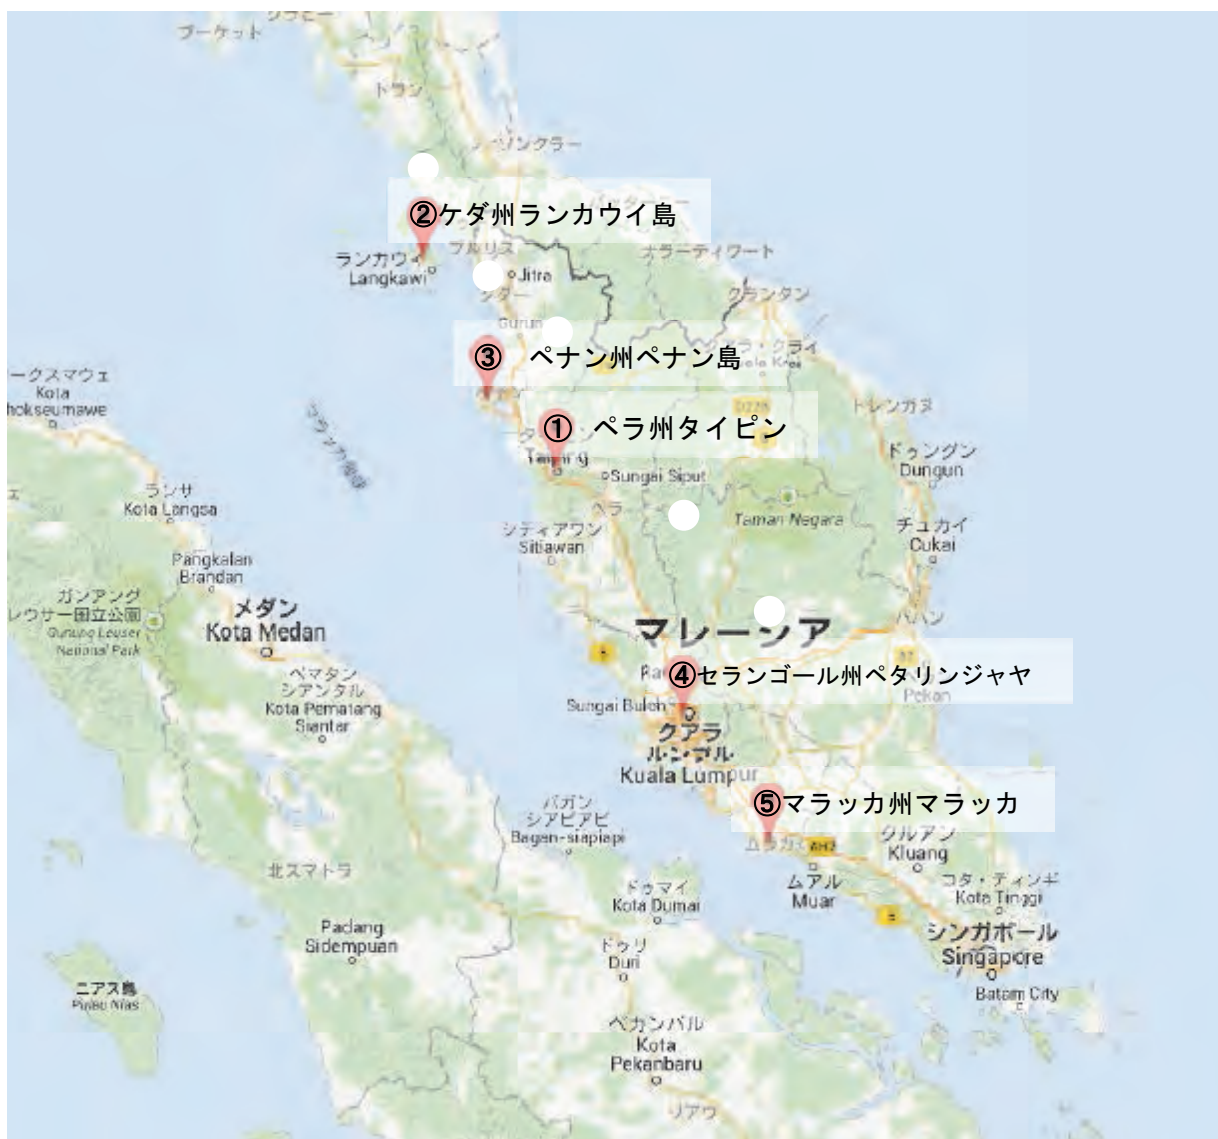 プーケット
トラン
ソンクラー
②ケダ州ランカウイ島
ランカウイ
Langkawi
プルリス
ナラーティワート
Jitra
クランタン
Gurun
③ ペナン州ペナン島
ークスマウェ
Kota
hokseumawe
トレンガヌ
① ペラ州タイピン
マラッカ海峡
ドゥングン
Dungun
Sungai Siput
ランサ
Kota Langsa
ペラ
Taman Negara
シティアワン
Sitiawan
チュカイ
Cukai
Pangkalan
Brandan
ガンアング
レウサー国立公園
Gunung Leuser
National Park
メダン
Kota Medan
パハン
マレーシア
ペマタン
シアンタル
Kota Pematang
Siantar
④セランゴール州ペタリンジャヤ
Pekan
Sungai Buloh
クアラ
ルンプル
Kuala Lumpur
⑤マラッカ州マラッカ
バガン
シアピアピ
Bagan-siapiapi
AH2
クルアン
Kluang
北スマトラ
ムアル
Muar
コタ・ティンギ
Kota Tinggi
ドゥマイ
Kota Dumai
Padang
Sidempuan
シンガポール
Singapore
ドゥリ
Duri
ニアス島
Pulau Nias
Batam City
ペカンバル
Kota
Pekanbaru
リアウ